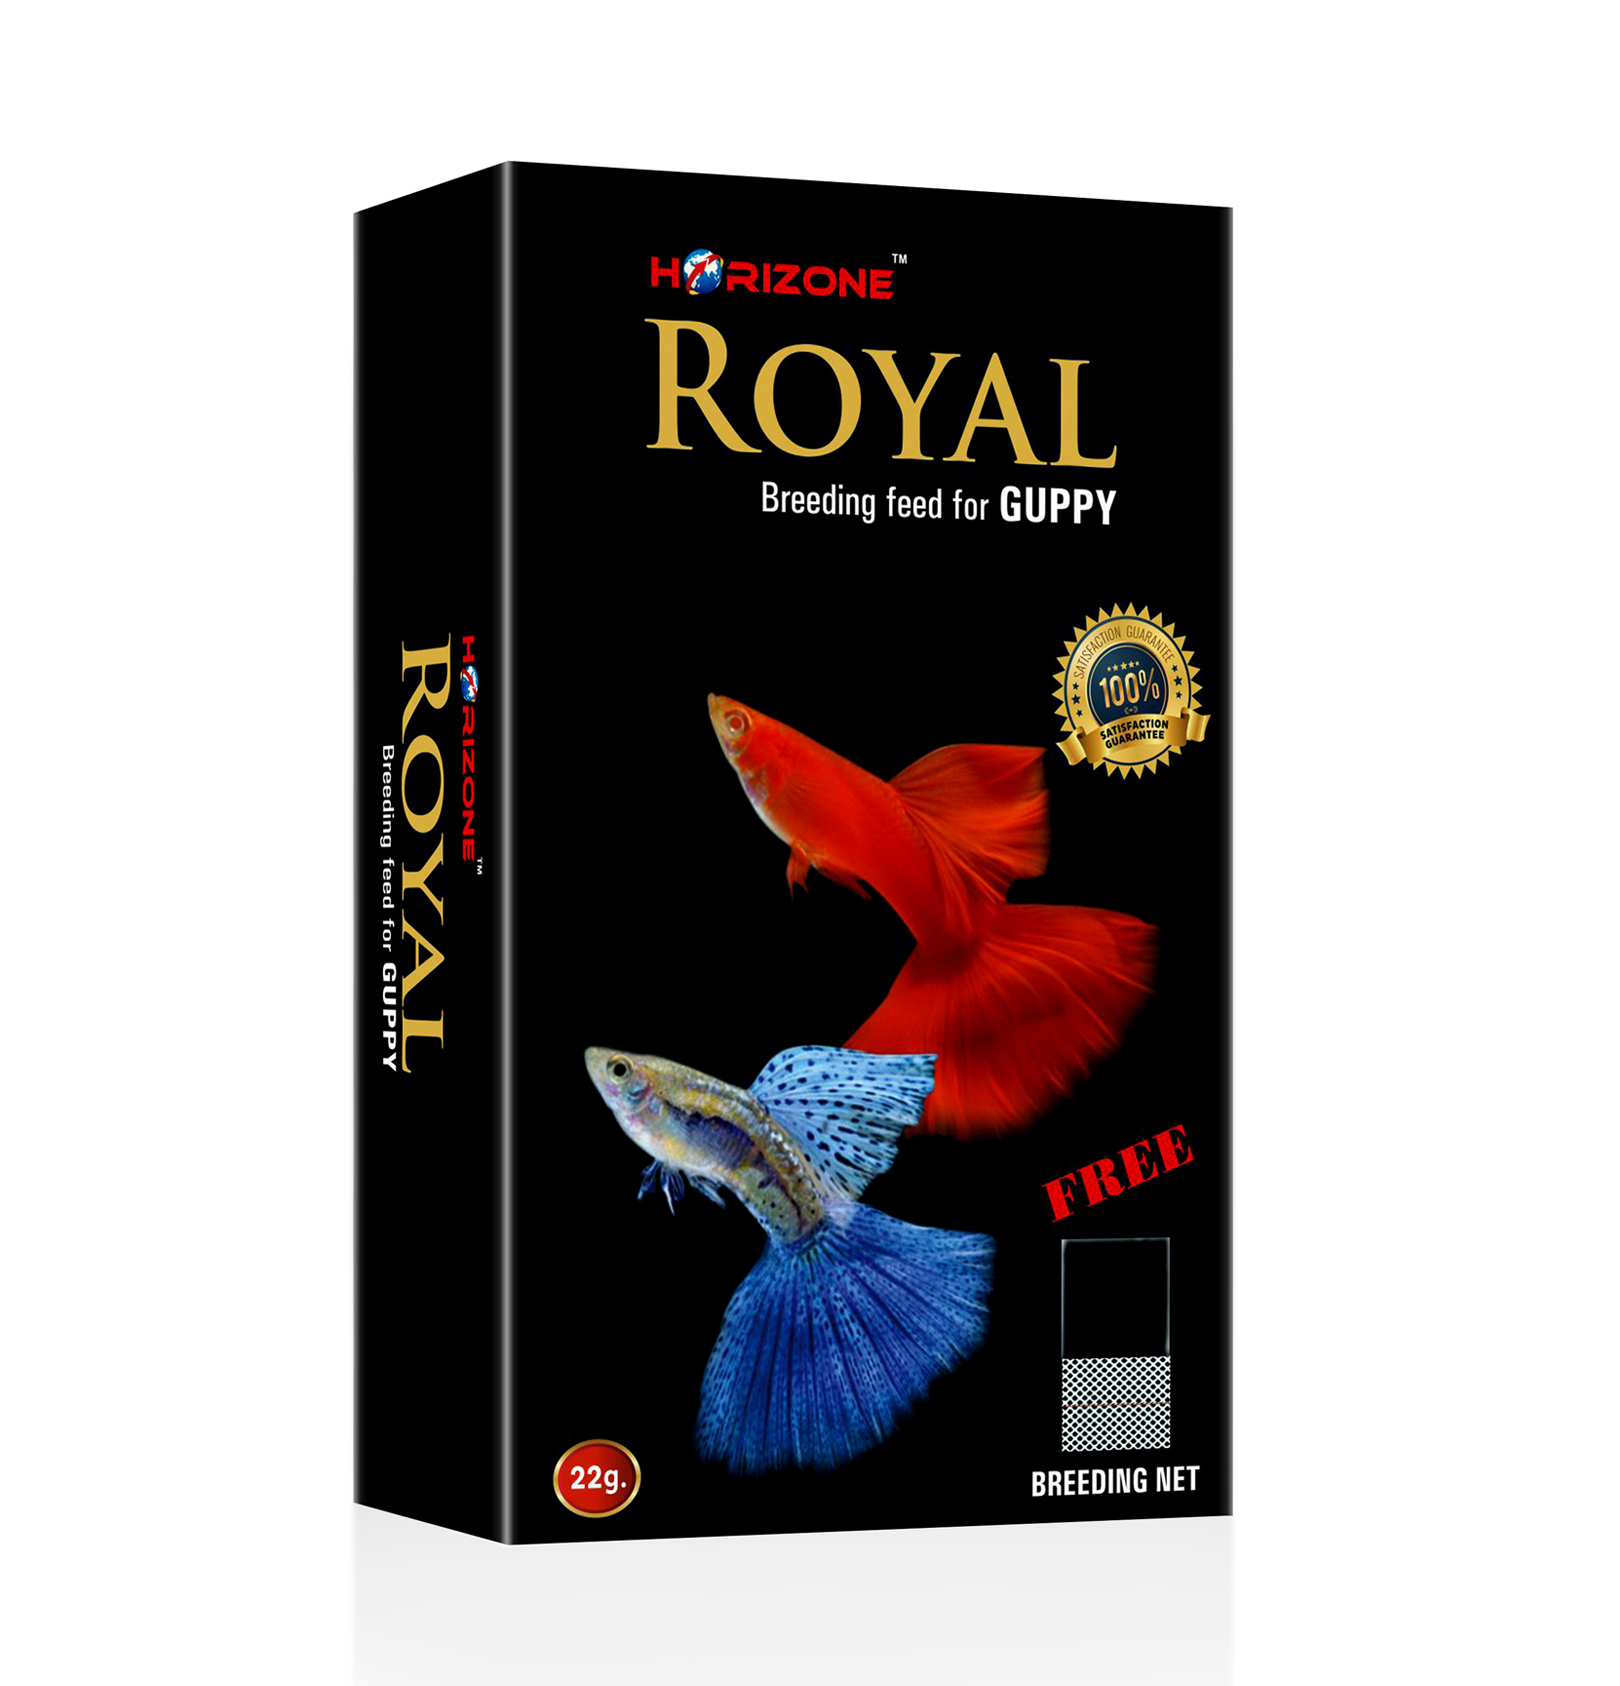 HORIZONE™
ROYAL
Breeding feed for GUPPY
SATISFACTION GUARANTEE
100%
SATISFACTION
GUARANTEE
FREE
BREEDING NET
22g.
HORIZONE™
ROYAL
Breeding feed for GUPPY